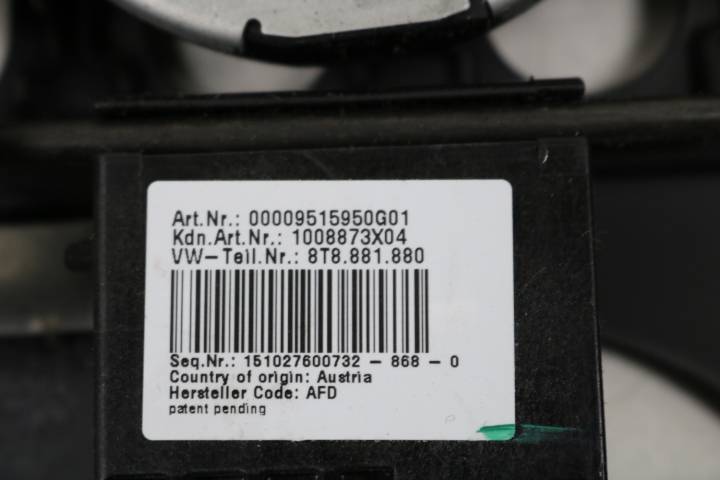 Art.Nr.: 00009515950G01
Kdn.Art.Nr.: 1008873X04
VW-Teil.Nr.: 8T8.881.880
Seq.Nr.: 151027600732 - 868 - 0
Country of origin: Austria
Hersteller Code: AFD
patent pending